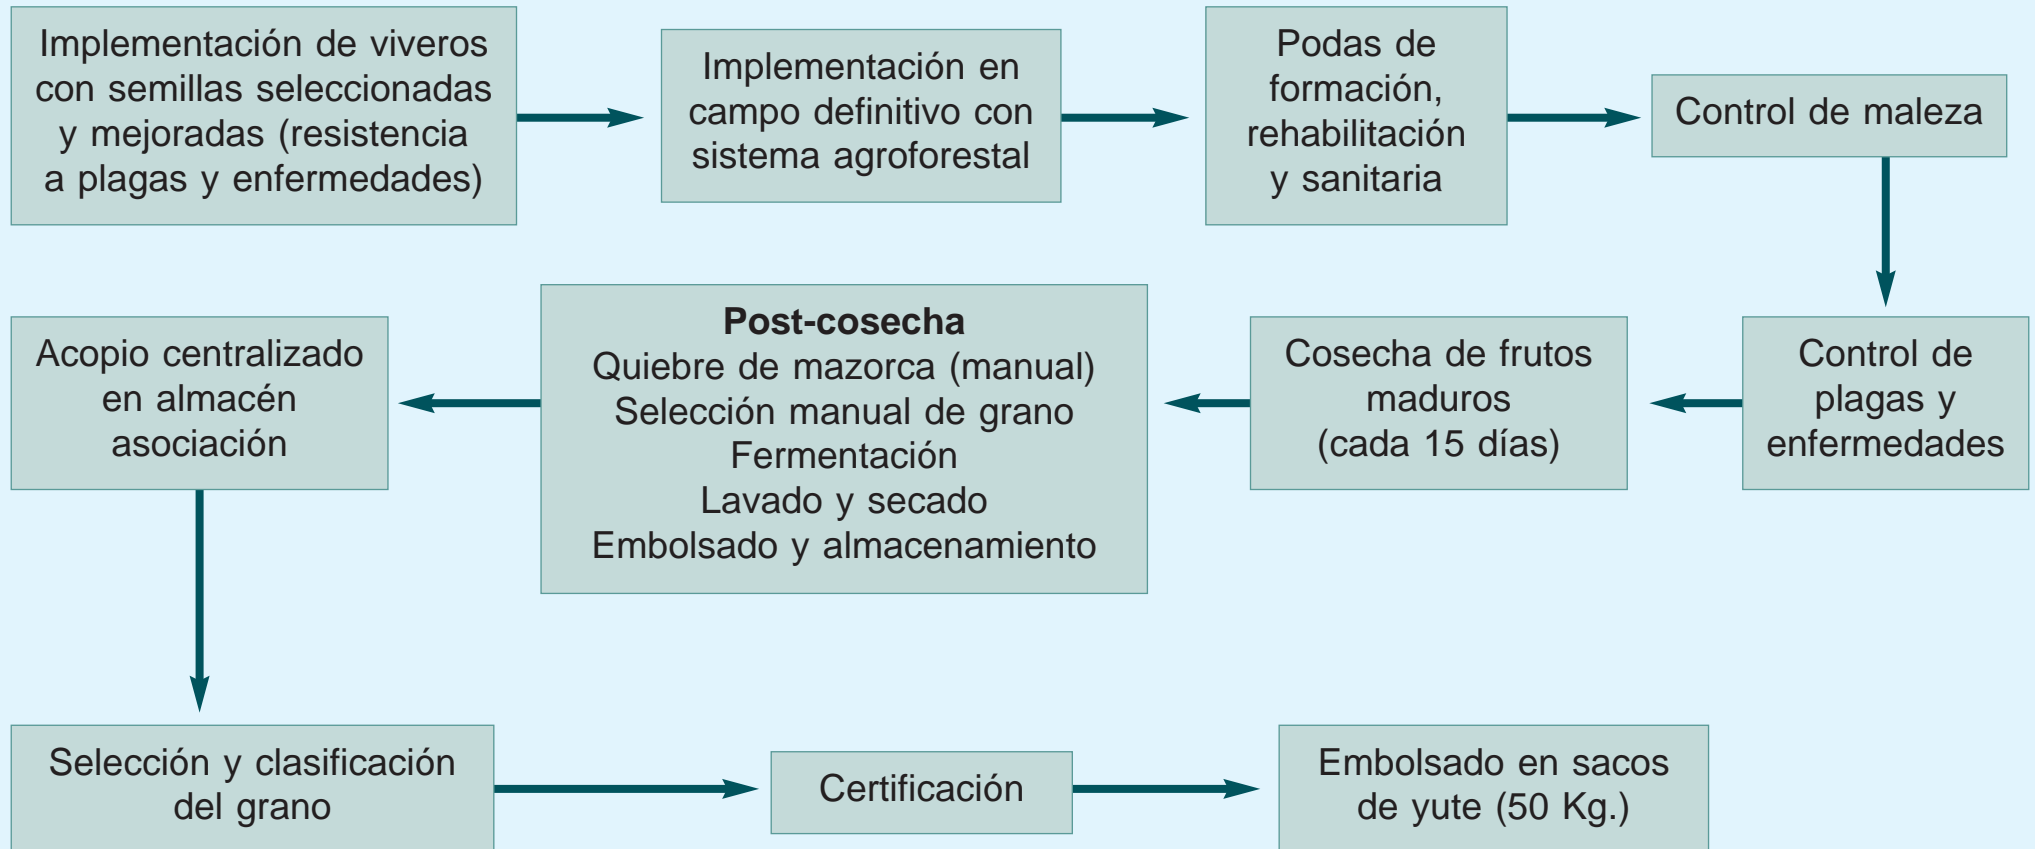 Implementación de viveros
con semillas seleccionadas
y mejoradas (resistencia
a plagas y enfermedades)
Implementación en
campo definitivo con
sistema agroforestal
Podas de
formación,
rehabilitación
y sanitaria
Control de maleza
Control de
plagas y
enfermedades
Cosecha de frutos
maduros
(cada 15 días)
Post-cosecha
Quiebre de mazorca (manual)
Selección manual de grano
Fermentación
Lavado y secado
Embolsado y almacenamiento
Acopio centralizado
en almacén
asociación
Selección y clasificación
del grano
Certificación
Embolsado en sacos
de yute (50 Kg.)